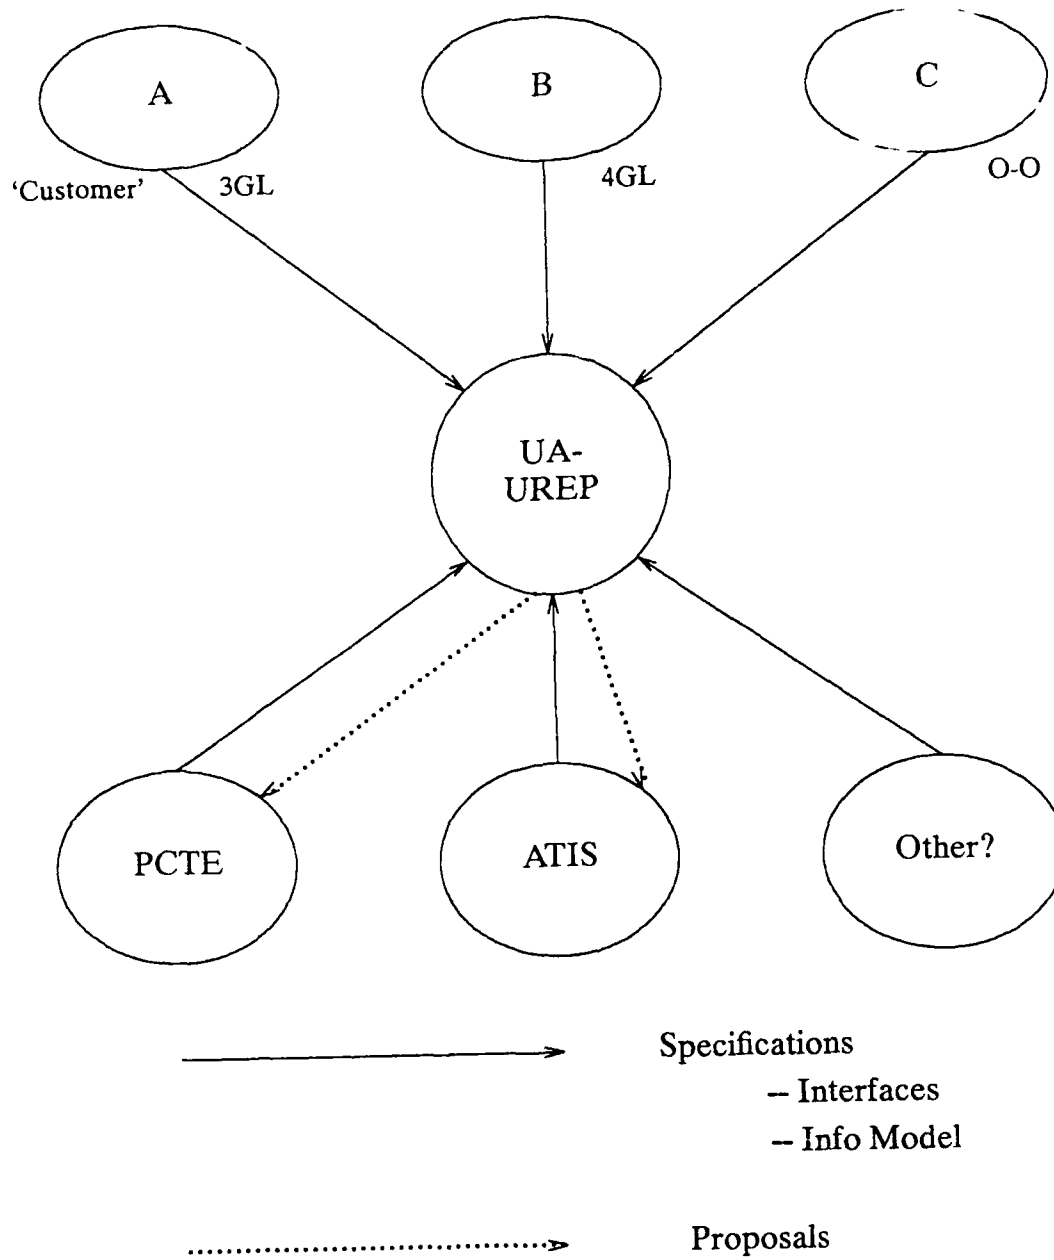 A
B
C
'Customer'
3GL
4GL
O-O
UA-
UREP
PCTE
ATIS
Other?
Specifications
– Interfaces
– Info Model
Proposals